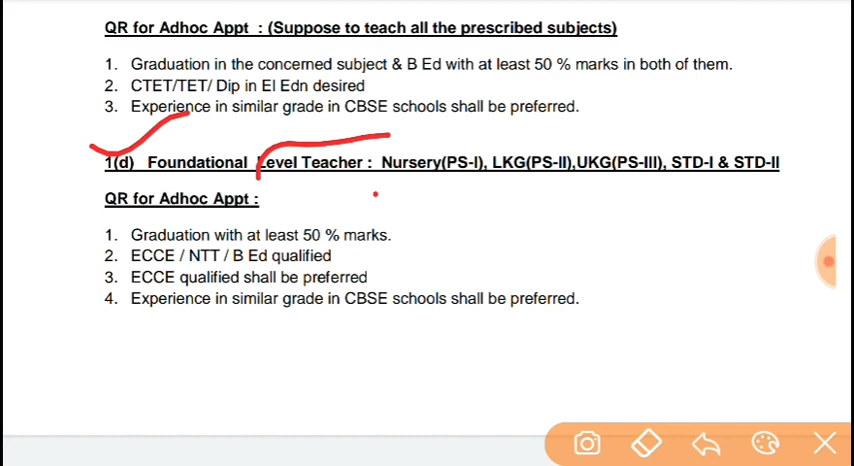 QR for Adhoc Appt : (Suppose to teach all the prescribed subjects)
1. Graduation in the concerned subject & B Ed with at least 50 % marks in both of them.
2. CTET/TET/ Dip in El Edn desired
3. Experience in similar grade in CBSE schools shall be preferred.
1(d) Foundational Level Teacher : Nursery(PS-I), LKG(PS-II),UKG(PS-III), STD-I & STD-II
QR for Adhoc Appt :
1. Graduation with at least 50 % marks.
2. ECCE / NTT / B Ed qualified
3. ECCE qualified shall be preferred
4. Experience in similar grade in CBSE schools shall be preferred.